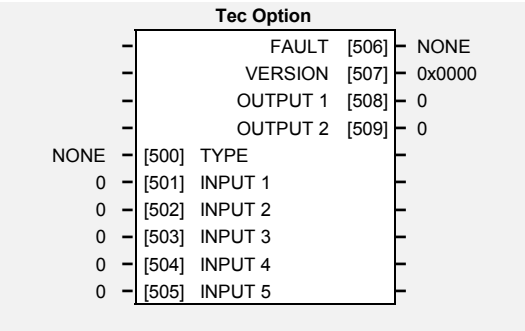 Tec Option
FAULT [506] NONE
VERSION [507] 0x0000
OUTPUT 1 [508] 0
OUTPUT 2 [509] 0
NONE [500] TYPE
0 [501] INPUT 1
0 [502] INPUT 2
0 [503] INPUT 3
0 [504] INPUT 4
0 [505] INPUT 5